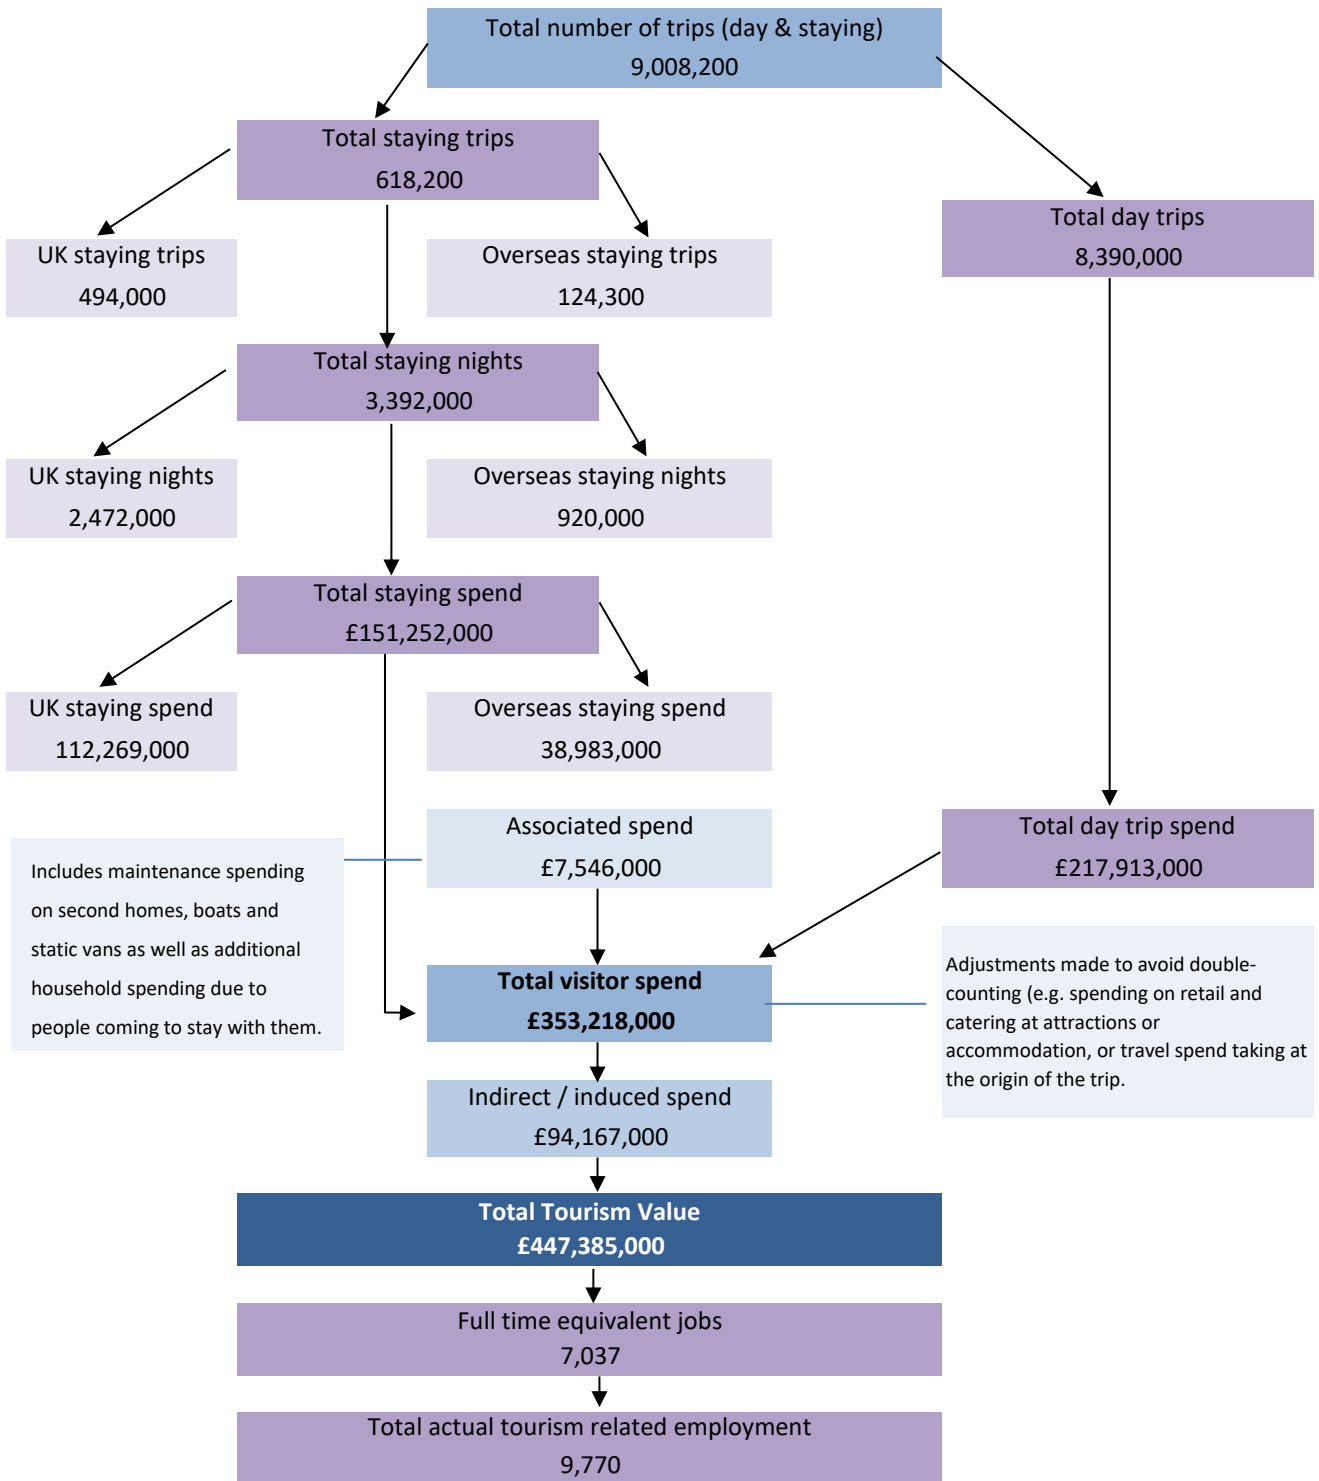 Total number of trips (day & staying)
9,008,200
Total staying trips
618,200
Total day trips
8,390,000
UK staying trips
494,000
Overseas staying trips
124,300
Total staying nights
3,392,000
UK staying nights
2,472,000
Overseas staying nights
920,000
Total staying spend
£151,252,000
UK staying spend
112,269,000
Overseas staying spend
38,983,000
Associated spend
£7,546,000
Total day trip spend
£217,913,000
Includes maintenance spending
on second homes, boats and
static vans as well as additional
household spending due to
people coming to stay with them.
Total visitor spend
£353,218,000
Adjustments made to avoid double-
counting (e.g. spending on retail and
catering at attractions or
accommodation, or travel spend taking at
the origin of the trip.
Indirect / induced spend
£94,167,000
Total Tourism Value
£447,385,000
Full time equivalent jobs
7,037
Total actual tourism related employment
9,770